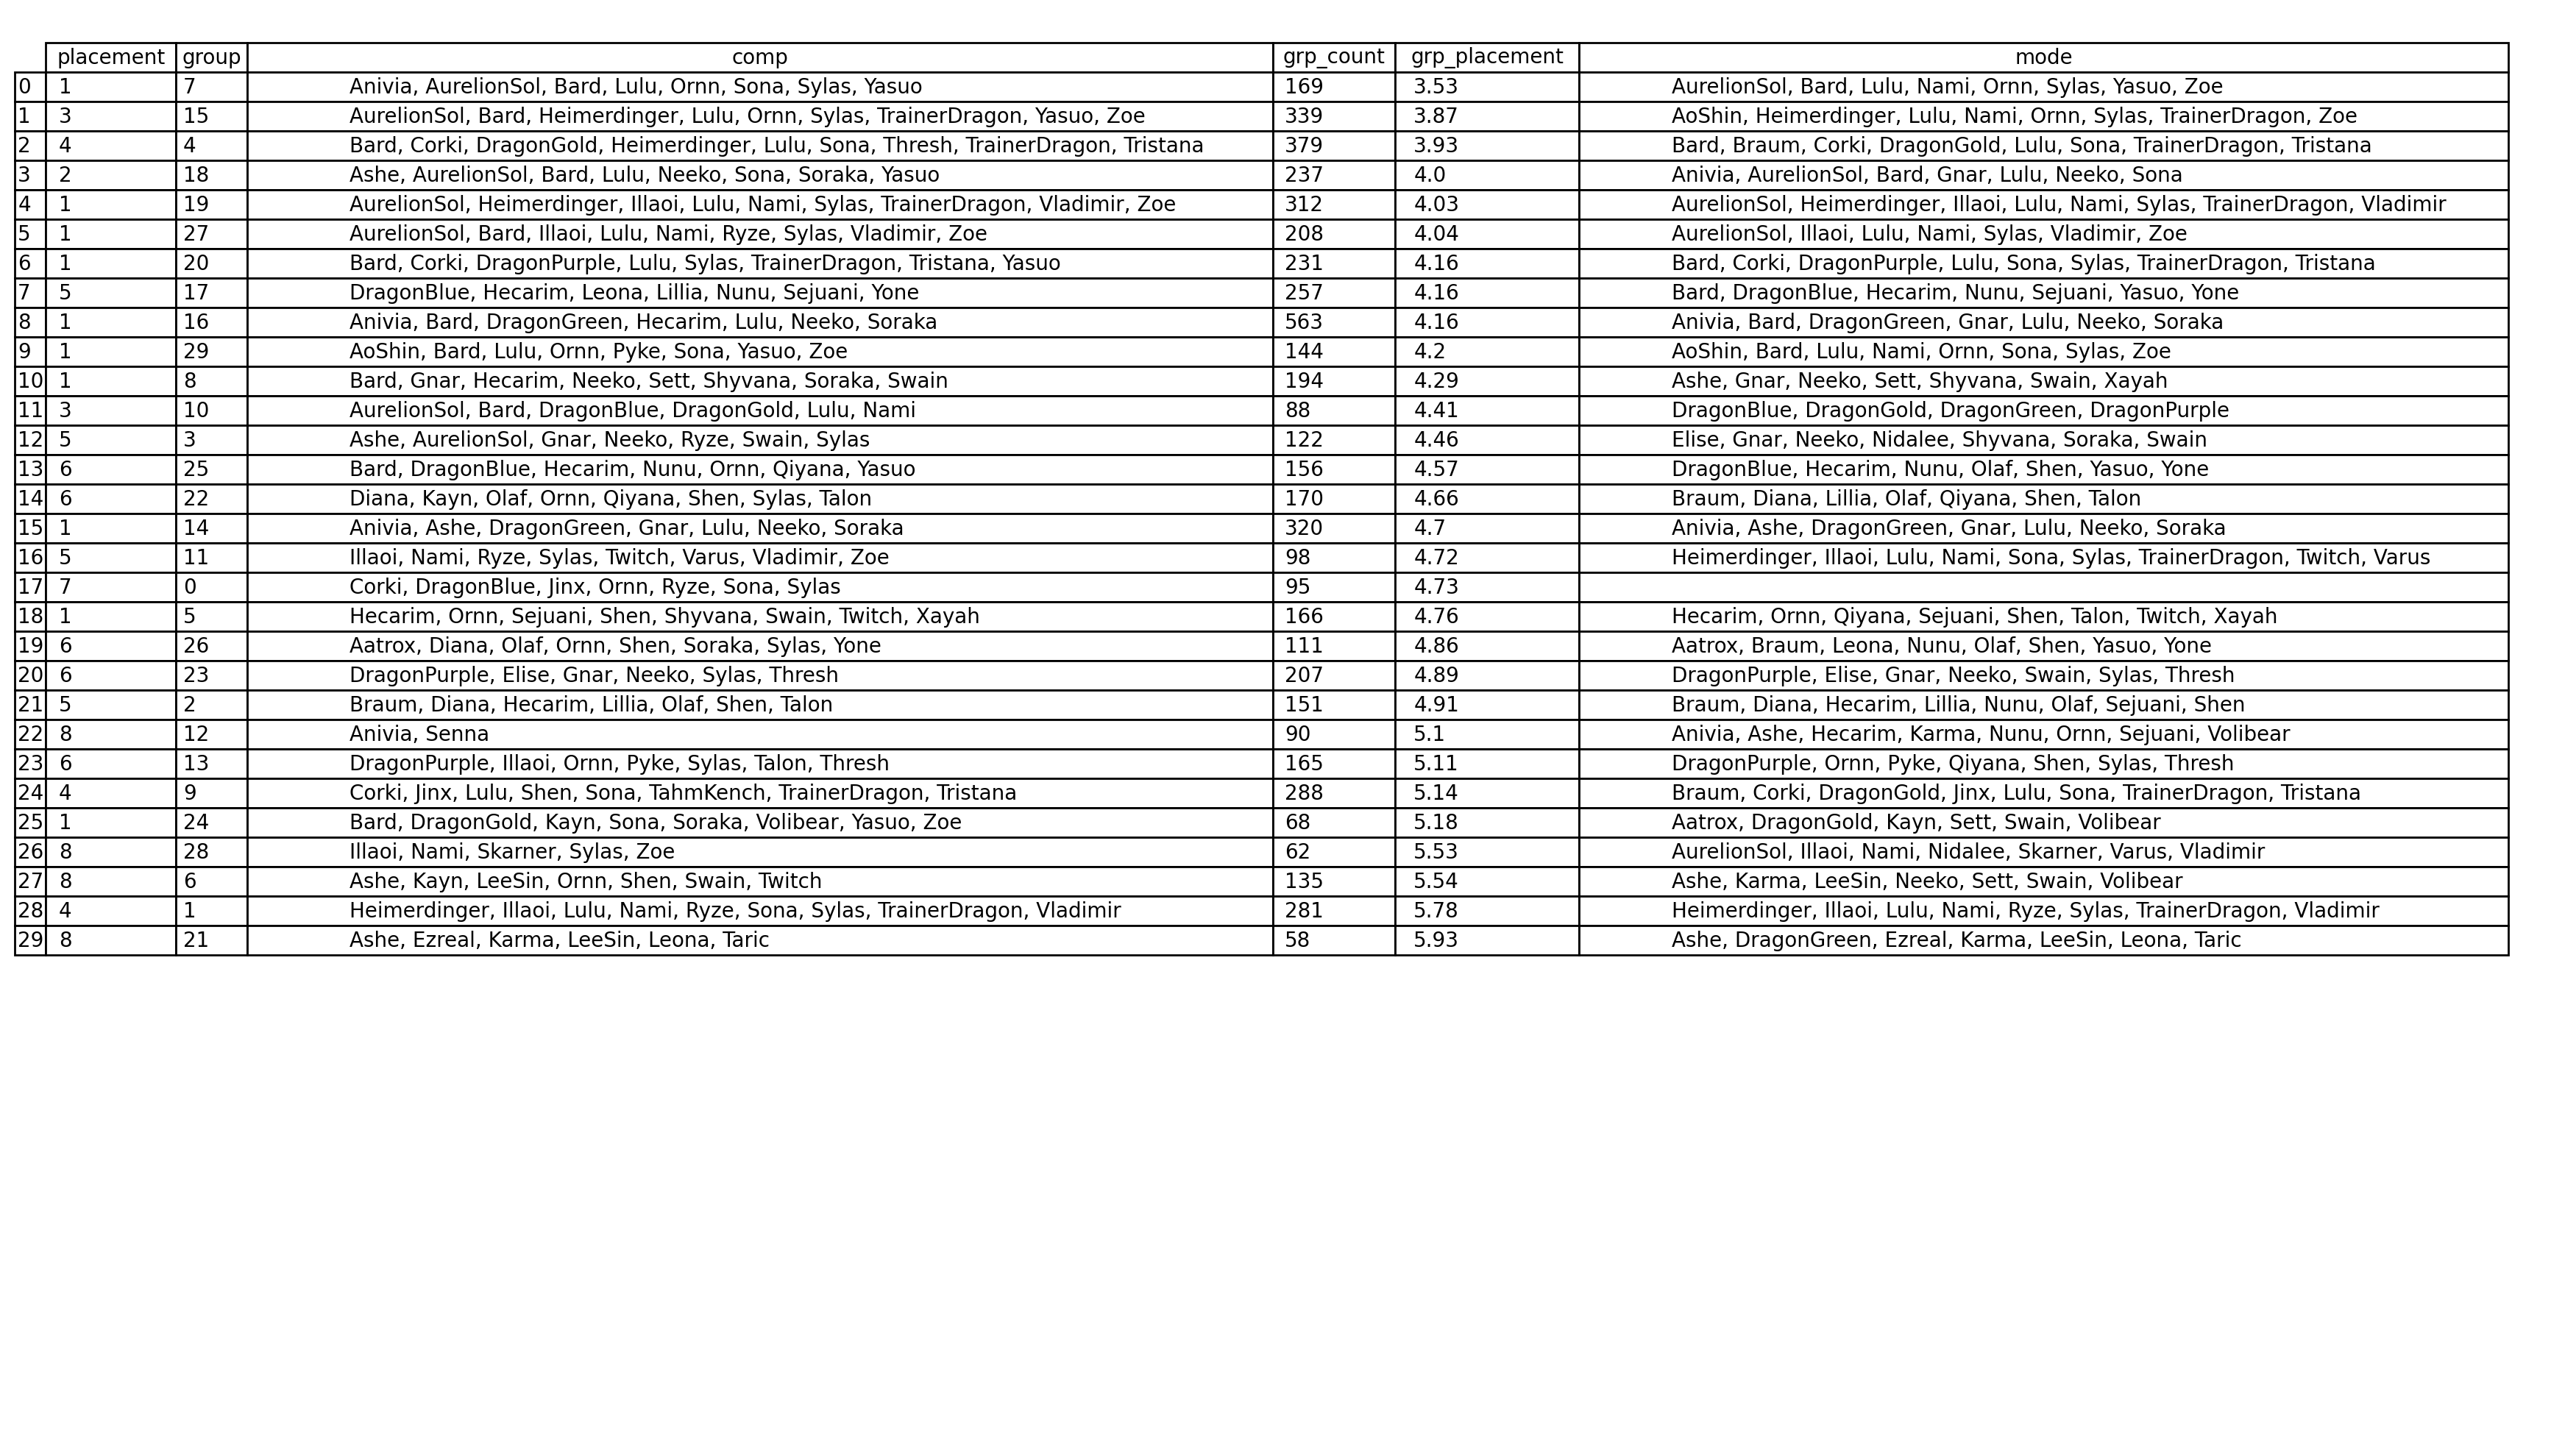 placement group comp grp_count grp_placement mode
0 1 7 Anivia, AurelionSol, Bard, Lulu, Ornn, Sona, Sylas, Yasuo 169 3.53 AurelionSol, Bard, Lulu, Nami, Ornn, Sylas, Yasuo, Zoe
1 3 15 AurelionSol, Bard, Heimerdinger, Lulu, Ornn, Sylas, TrainerDragon, Yasuo, Zoe 339 3.87 AoShin, Heimerdinger, Lulu, Nami, Ornn, Sylas, TrainerDragon, Zoe
2 4 4 Bard, Corki, DragonGold, Heimerdinger, Lulu, Sona, Thresh, TrainerDragon, Tristana 379 3.93 Bard, Braum, Corki, DragonGold, Lulu, Sona, TrainerDragon, Tristana
3 2 18 Ashe, AurelionSol, Bard, Lulu, Neeko, Sona, Soraka, Yasuo 237 4.0 Anivia, AurelionSol, Bard, Gnar, Lulu, Neeko, Sona
4 1 19 AurelionSol, Heimerdinger, Illaoi, Lulu, Nami, Sylas, TrainerDragon, Vladimir, Zoe 312 4.03 AurelionSol, Heimerdinger, Illaoi, Lulu, Nami, Sylas, TrainerDragon, Vladimir
5 1 27 AurelionSol, Bard, Illaoi, Lulu, Nami, Ryze, Sylas, Vladimir, Zoe 208 4.04 AurelionSol, Illaoi, Lulu, Nami, Sylas, Vladimir, Zoe
6 1 20 Bard, Corki, DragonPurple, Lulu, Sylas, TrainerDragon, Tristana, Yasuo 231 4.16 Bard, Corki, DragonPurple, Lulu, Sona, Sylas, TrainerDragon, Tristana
7 5 17 DragonBlue, Hecarim, Leona, Lillia, Nunu, Sejuani, Yone 257 4.16 Bard, DragonBlue, Hecarim, Nunu, Sejuani, Yasuo, Yone
8 1 16 Anivia, Bard, DragonGreen, Hecarim, Lulu, Neeko, Soraka 563 4.16 Anivia, Bard, DragonGreen, Gnar, Lulu, Neeko, Soraka
9 1 29 AoShin, Bard, Lulu, Ornn, Pyke, Sona, Yasuo, Zoe 144 4.2 AoShin, Bard, Lulu, Nami, Ornn, Sona, Sylas, Zoe
10 1 8 Bard, Gnar, Hecarim, Neeko, Sett, Shyvana, Soraka, Swain 194 4.29 Ashe, Gnar, Neeko, Sett, Shyvana, Swain, Xayah
11 3 10 AurelionSol, Bard, DragonBlue, DragonGold, Lulu, Nami 88 4.41 DragonBlue, DragonGold, DragonGreen, DragonPurple
12 5 3 Ashe, AurelionSol, Gnar, Neeko, Ryze, Swain, Sylas 122 4.46 Elise, Gnar, Neeko, Nidalee, Shyvana, Soraka, Swain
13 6 25 Bard, DragonBlue, Hecarim, Nunu, Ornn, Qiyana, Yasuo 156 4.57 DragonBlue, Hecarim, Nunu, Olaf, Shen, Yasuo, Yone
14 6 22 Diana, Kayn, Olaf, Ornn, Qiyana, Shen, Sylas, Talon 170 4.66 Braum, Diana, Lillia, Olaf, Qiyana, Shen, Talon
15 1 14 Anivia, Ashe, DragonGreen, Gnar, Lulu, Neeko, Soraka 320 4.7 Anivia, Ashe, DragonGreen, Gnar, Lulu, Neeko, Soraka
16 5 11 Illaoi, Nami, Ryze, Sylas, Twitch, Varus, Vladimir, Zoe 98 4.72 Heimerdinger, Illaoi, Lulu, Nami, Sona, Sylas, TrainerDragon, Twitch, Varus
17 7 0 Corki, DragonBlue, Jinx, Ornn, Ryze, Sona, Sylas 95 4.73
18 1 5 Hecarim, Ornn, Sejuani, Shen, Shyvana, Swain, Twitch, Xayah 166 4.76 Hecarim, Ornn, Qiyana, Sejuani, Shen, Talon, Twitch, Xayah
19 6 26 Aatrox, Diana, Olaf, Ornn, Shen, Soraka, Sylas, Yone 111 4.86 Aatrox, Braum, Leona, Nunu, Olaf, Shen, Yasuo, Yone
20 6 23 DragonPurple, Elise, Gnar, Neeko, Sylas, Thresh 207 4.89 DragonPurple, Elise, Gnar, Neeko, Swain, Sylas, Thresh
21 5 2 Braum, Diana, Hecarim, Lillia, Olaf, Shen, Talon 151 4.91 Braum, Diana, Hecarim, Lillia, Nunu, Olaf, Sejuani, Shen
22 8 12 Anivia, Senna 90 5.1 Anivia, Ashe, Hecarim, Karma, Nunu, Ornn, Sejuani, Volibear
23 6 13 DragonPurple, Illaoi, Ornn, Pyke, Sylas, Talon, Thresh 165 5.11 DragonPurple, Ornn, Pyke, Qiyana, Shen, Sylas, Thresh
24 4 9 Corki, Jinx, Lulu, Shen, Sona, TahmKench, TrainerDragon, Tristana 288 5.14 Braum, Corki, DragonGold, Jinx, Lulu, Sona, TrainerDragon, Tristana
25 1 24 Bard, DragonGold, Kayn, Sona, Soraka, Volibear, Yasuo, Zoe 68 5.18 Aatrox, DragonGold, Kayn, Sett, Swain, Volibear
26 8 28 Illaoi, Nami, Skarner, Sylas, Zoe 62 5.53 AurelionSol, Illaoi, Nami, Nidalee, Skarner, Varus, Vladimir
27 8 6 Ashe, Kayn, LeeSin, Ornn, Shen, Swain, Twitch 135 5.54 Ashe, Karma, LeeSin, Neeko, Sett, Swain, Volibear
28 4 1 Heimerdinger, Illaoi, Lulu, Nami, Ryze, Sona, Sylas, TrainerDragon, Vladimir 281 5.78 Heimerdinger, Illaoi, Lulu, Nami, Ryze, Sylas, TrainerDragon, Vladimir
29 8 21 Ashe, Ezreal, Karma, LeeSin, Leona, Taric 58 5.93 Ashe, DragonGreen, Ezreal, Karma, LeeSin, Leona, Taric